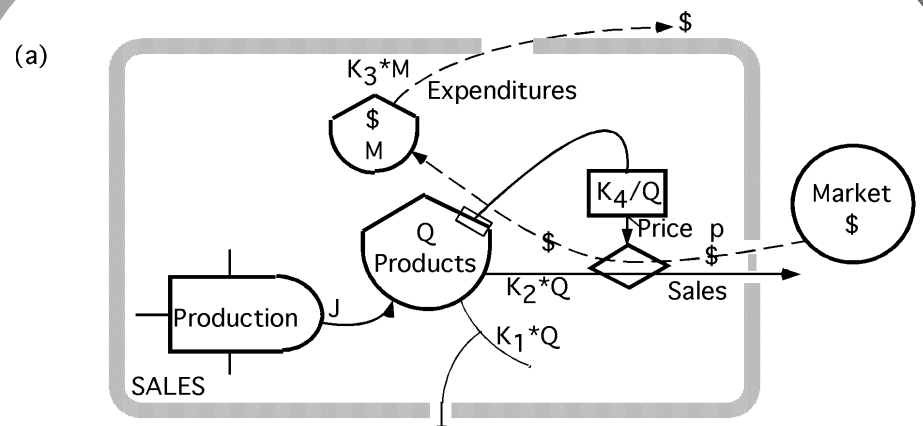 (a)
$
K3*M
Expenditures
$
M
K4/Q
Market
$
Price p
Q
Products
$
$
K2*Q
Sales
Production
J
K1*Q
SALES